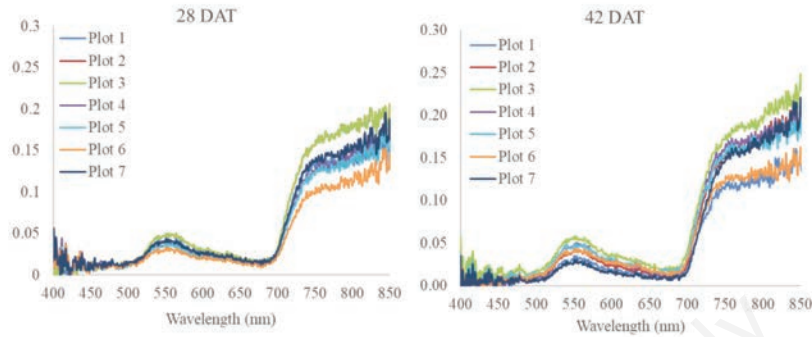 28 DAT
0.3
0.25
0.2
0.15
0.1
0.05
0
Plot 1
Plot 2
Plot 3
Plot 4
Plot 5
Plot 6
Plot 7
400 450 500 550 600 650 700 750 800 850
Wavelength (nm)
42 DAT
0.30
0.25
0.20
0.15
0.10
0.05
0.00
Plot 1
Plot 2
Plot 3
Plot 4
Plot 5
Plot 6
Plot 7
400 450 500 550 600 650 700 750 800 850
Wavelength (nm)